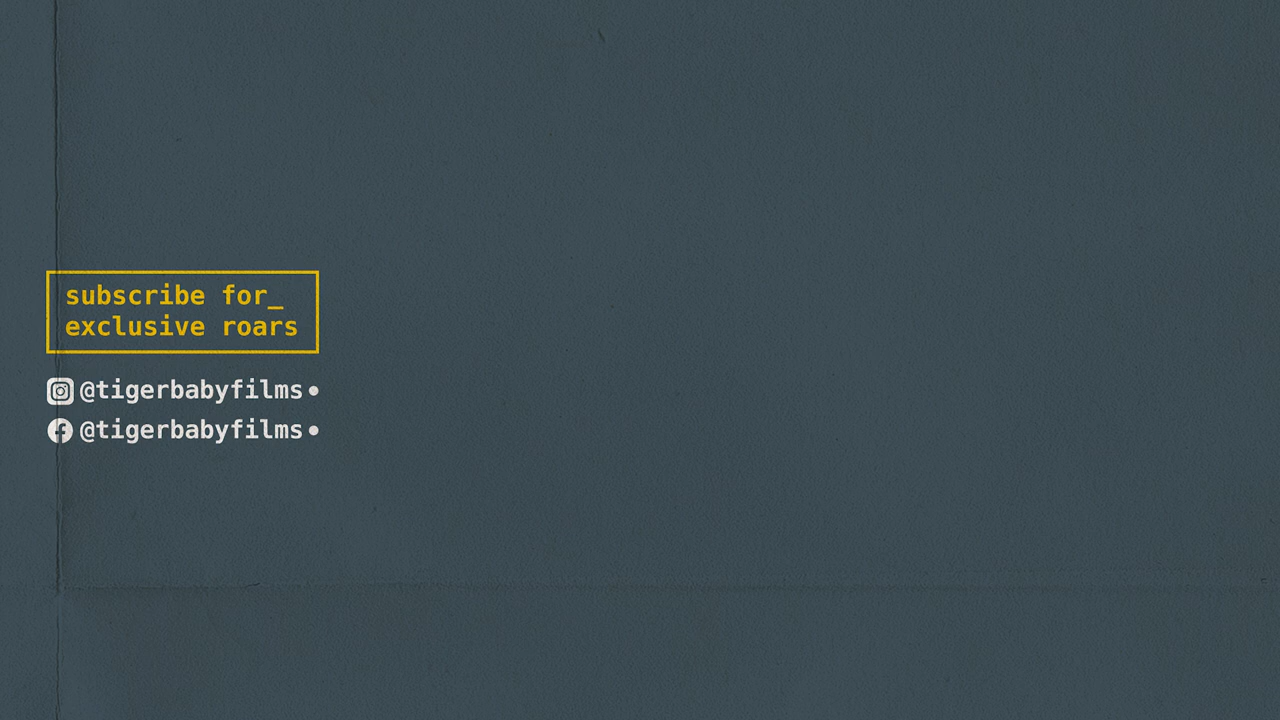 subscribe for_
exclusive roars
@tigerbabyfilms•
@tigerbabyfilms•